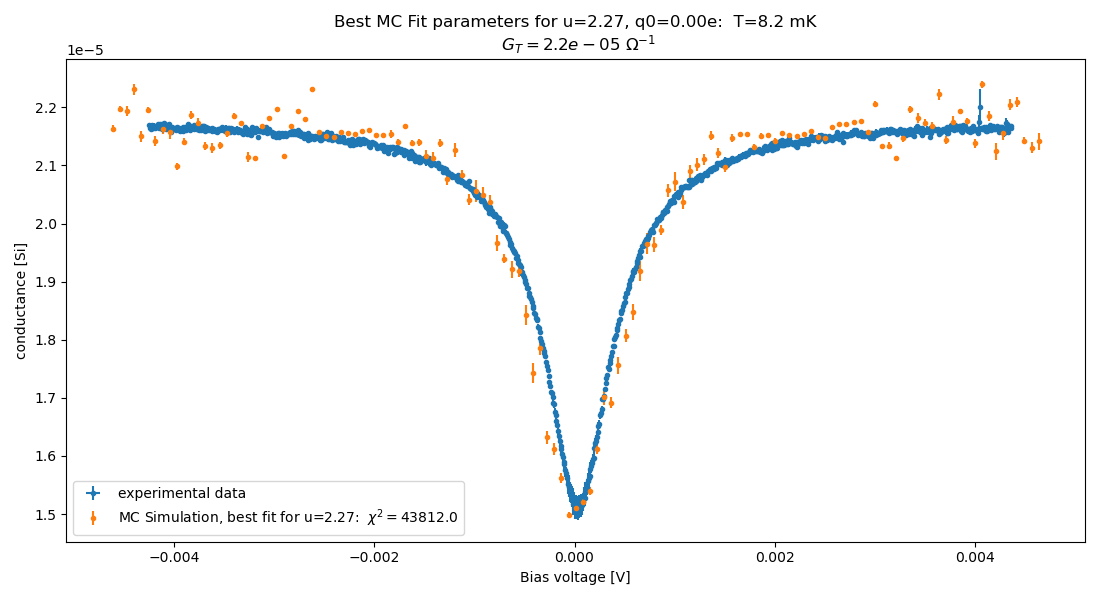 Best MC Fit parameters for u=2.27, q0=0.00e:  T=8.2 mK
G_T = 2.2e − 05 Ω⁻¹
1e−5
2.2
2.1
2.0
1.9
1.8
1.7
1.6
1.5
conductance [Si]
experimental data
MC Simulation, best fit for u=2.27:  χ² = 43812.0
−0.004
−0.002
0.000
0.002
0.004
Bias voltage [V]